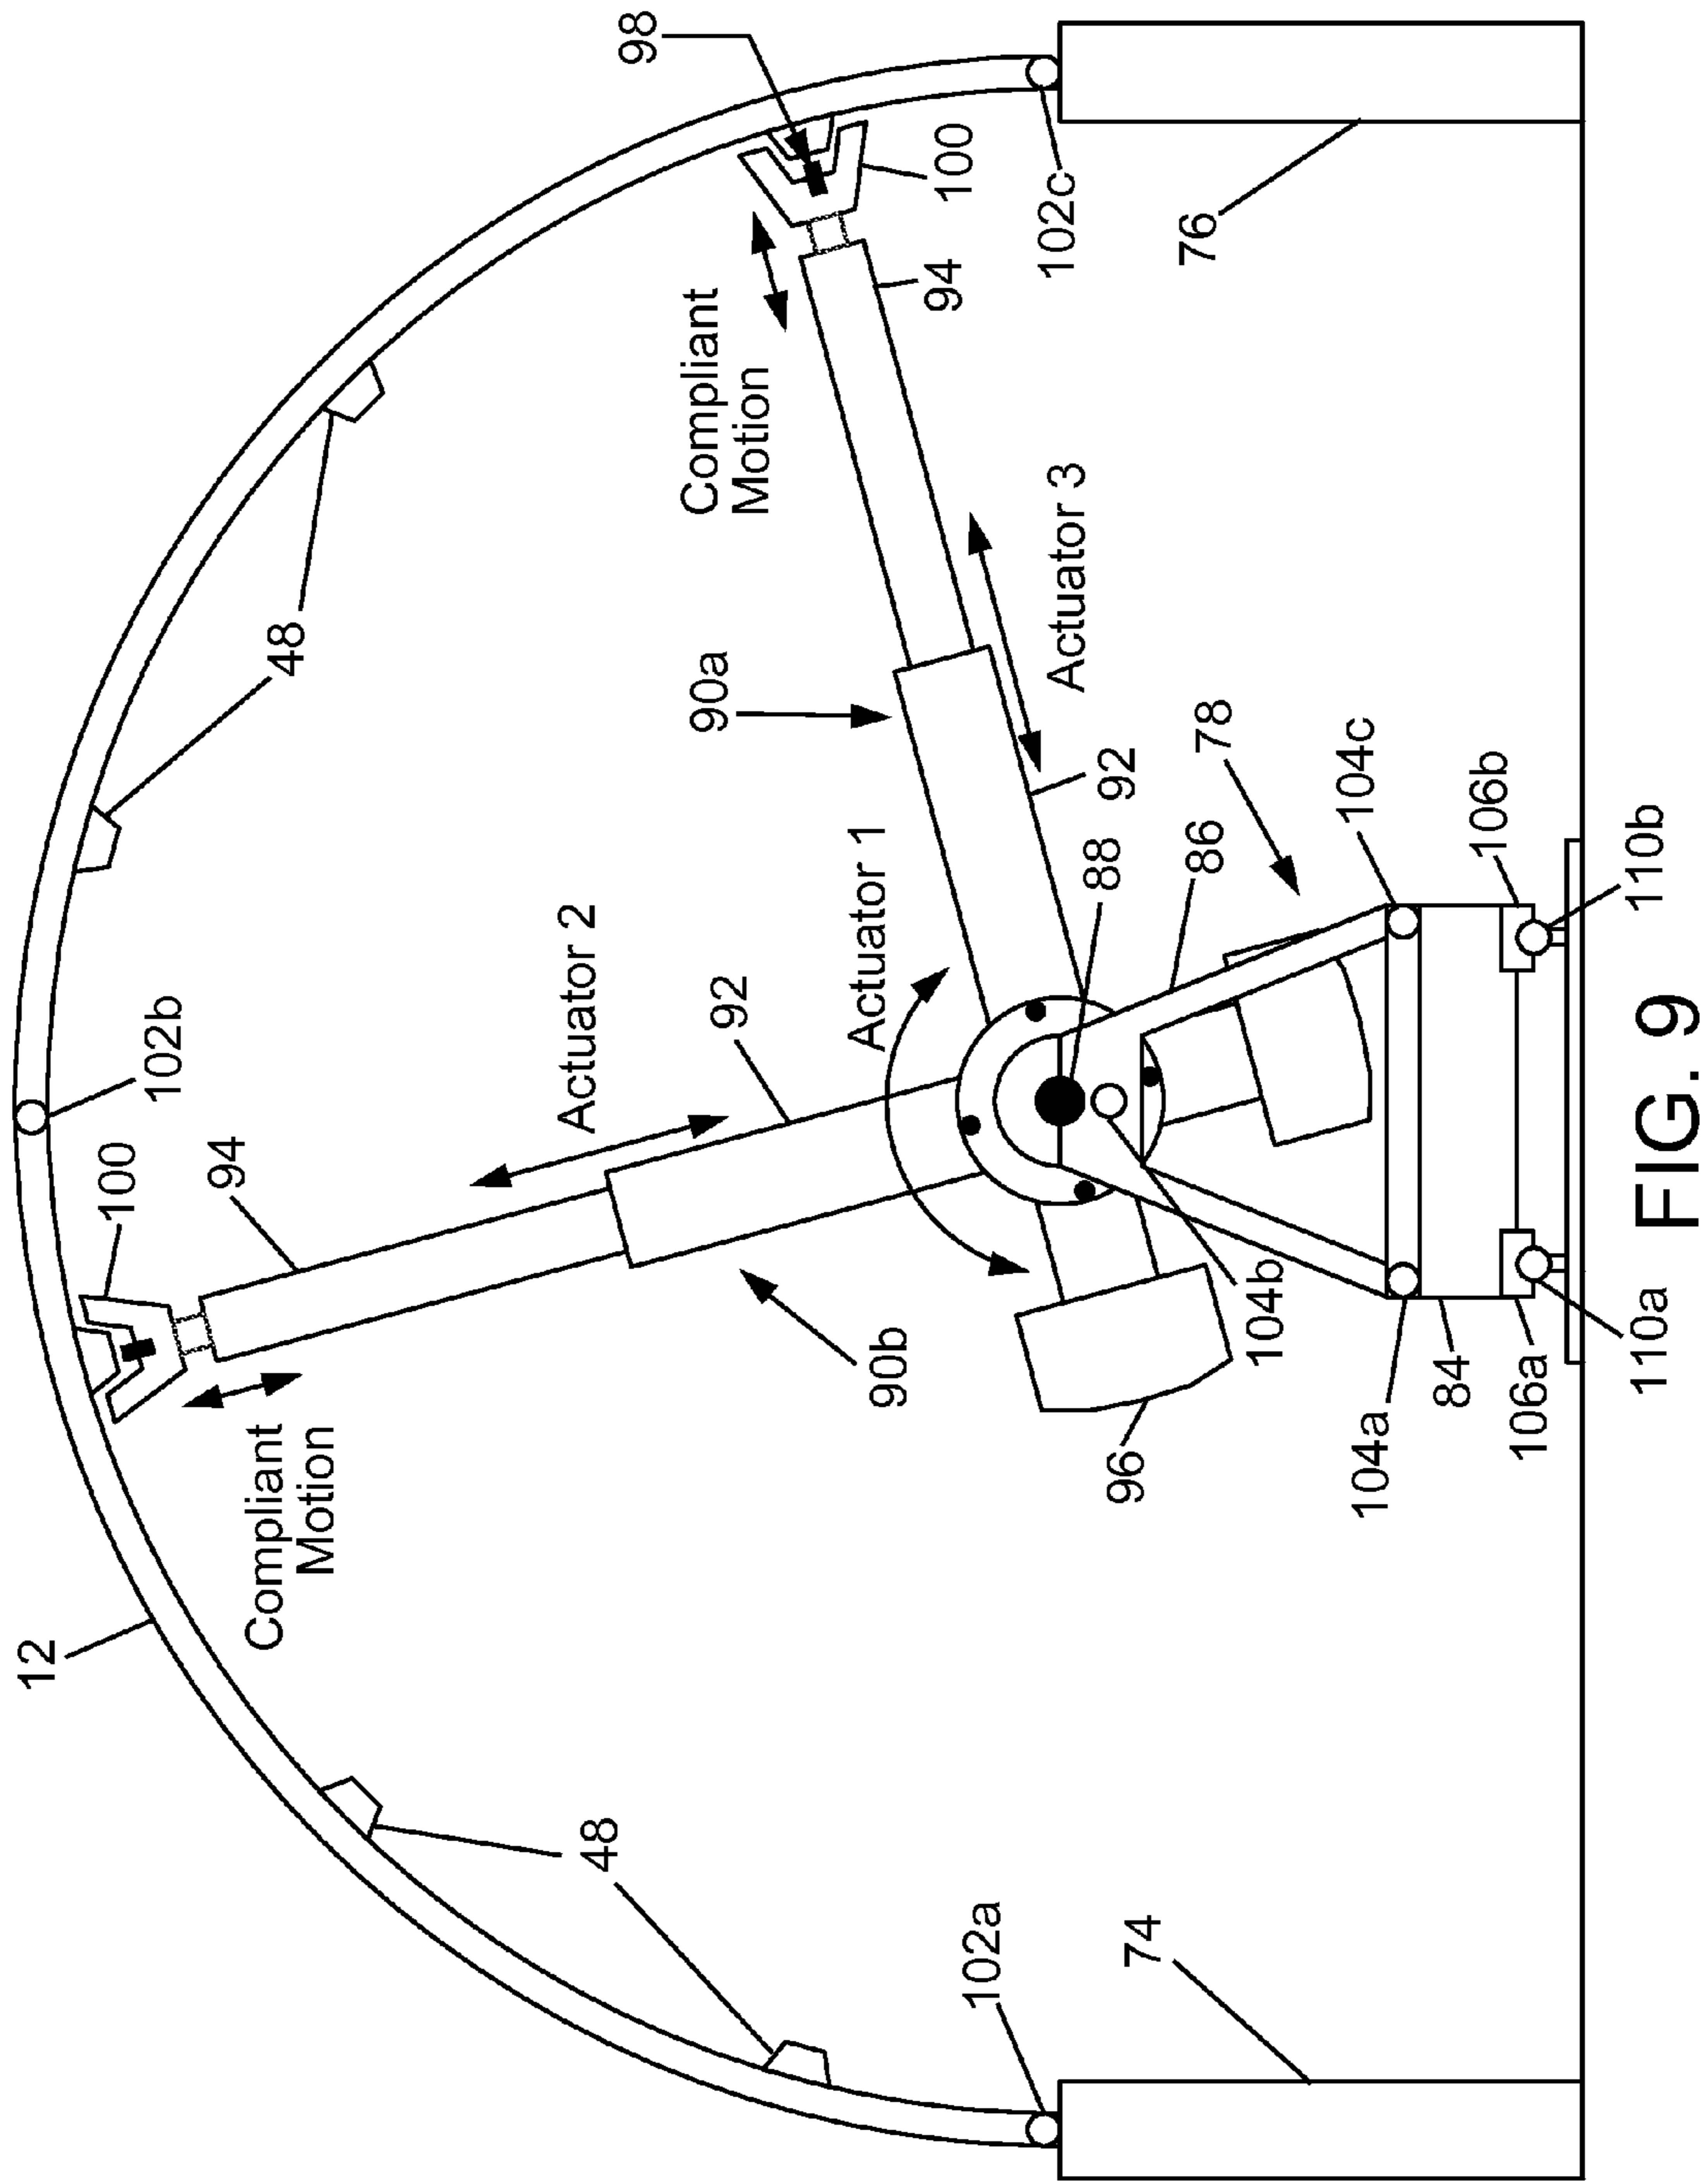 12
100
102b
94
Compliant
Motion
48
Actuator 2
48
98
Compliant
Motion
90a
92
Actuator 1
90b
94
100
102a
102c
Actuator 3
88
92
96
74
76
86
78
104b
104c
104a
84
106b
106a
110a
110b
FIG. 9